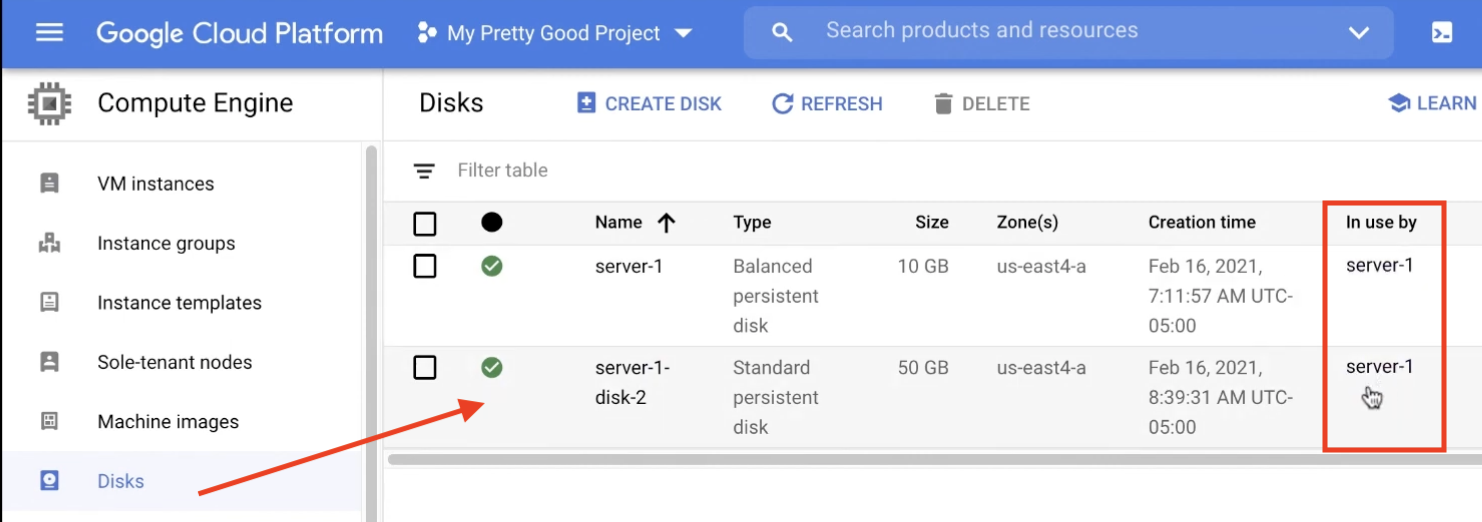 Google Cloud Platform My Pretty Good Project Search products and resources
Compute Engine Disks CREATE DISK REFRESH DELETE LEARN
VM instances
Instance groups
Instance templates
Sole-tenant nodes
Machine images
Disks
Filter table
Name Type Size Zone(s) Creation time In use by
server-1 Balanced 10 GB us-east4-a Feb 16, 2021, server-1
persistent 7:11:57 AM UTC-
disk 05:00
server-1- Standard 50 GB us-east4-a Feb 16, 2021, server-1
disk-2 persistent 8:39:31 AM UTC-
disk 05:00